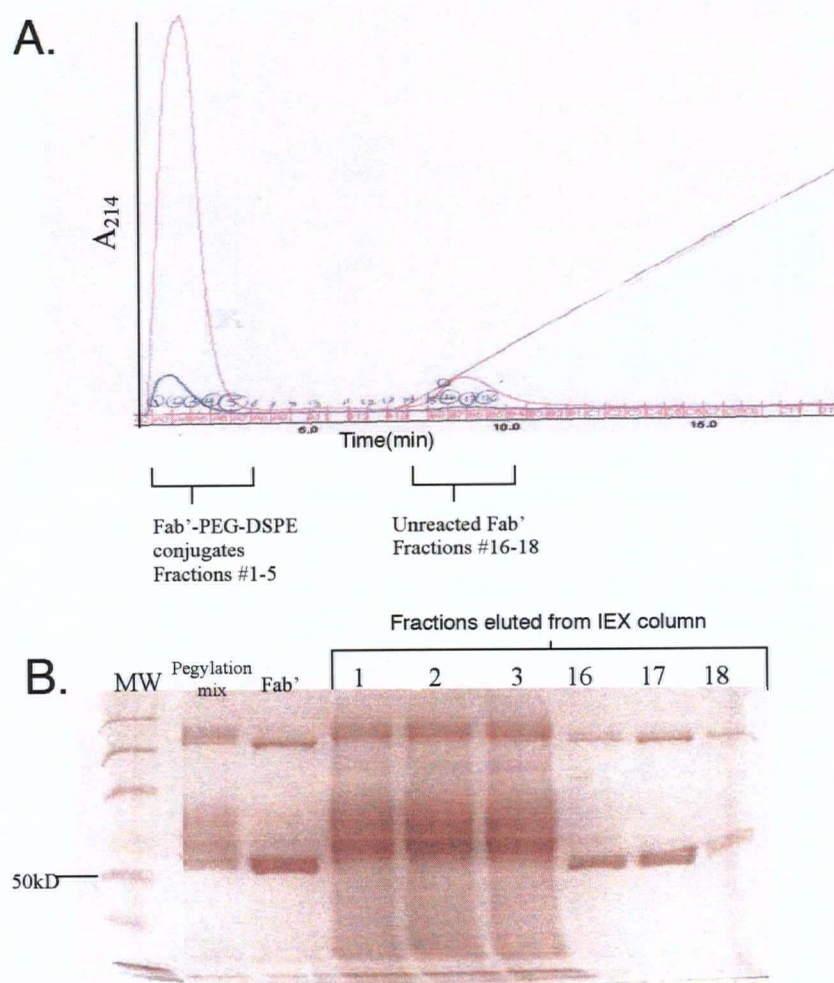 A.
A214
5.0
10.0
15.0
Time(min)
Fab’-PEG-DSPE
conjugates
Fractions #1-5
Unreacted Fab’
Fractions #16-18
Fractions eluted from IEX column
B.
MW
Pegylation
mix
Fab’
1
2
3
16
17
18
50kD